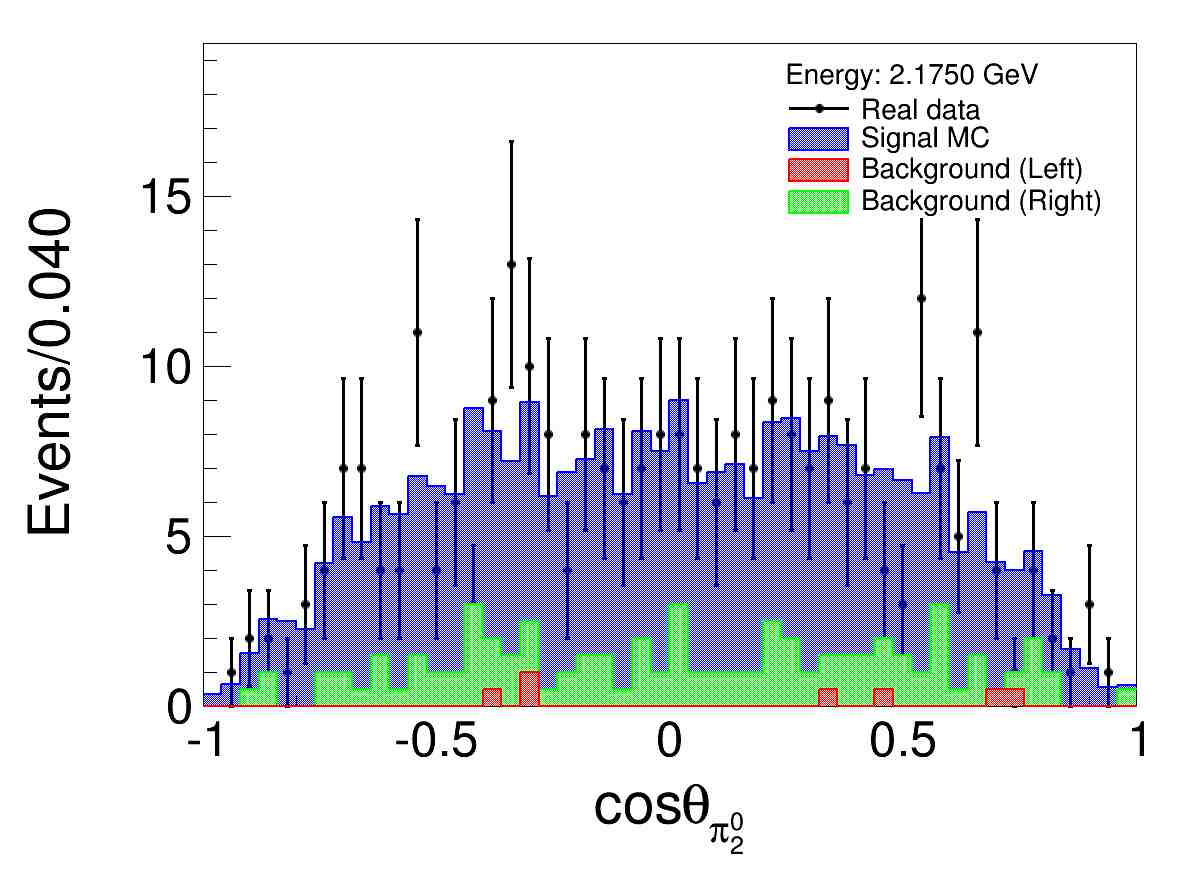 Energy: 2.1750 GeV
Real data
Signal MC
Background (Left)
Background (Right)
Events/0.040
15
10
5
0
-1 -0.5 0 0.5 1
cosθπ⁰₂